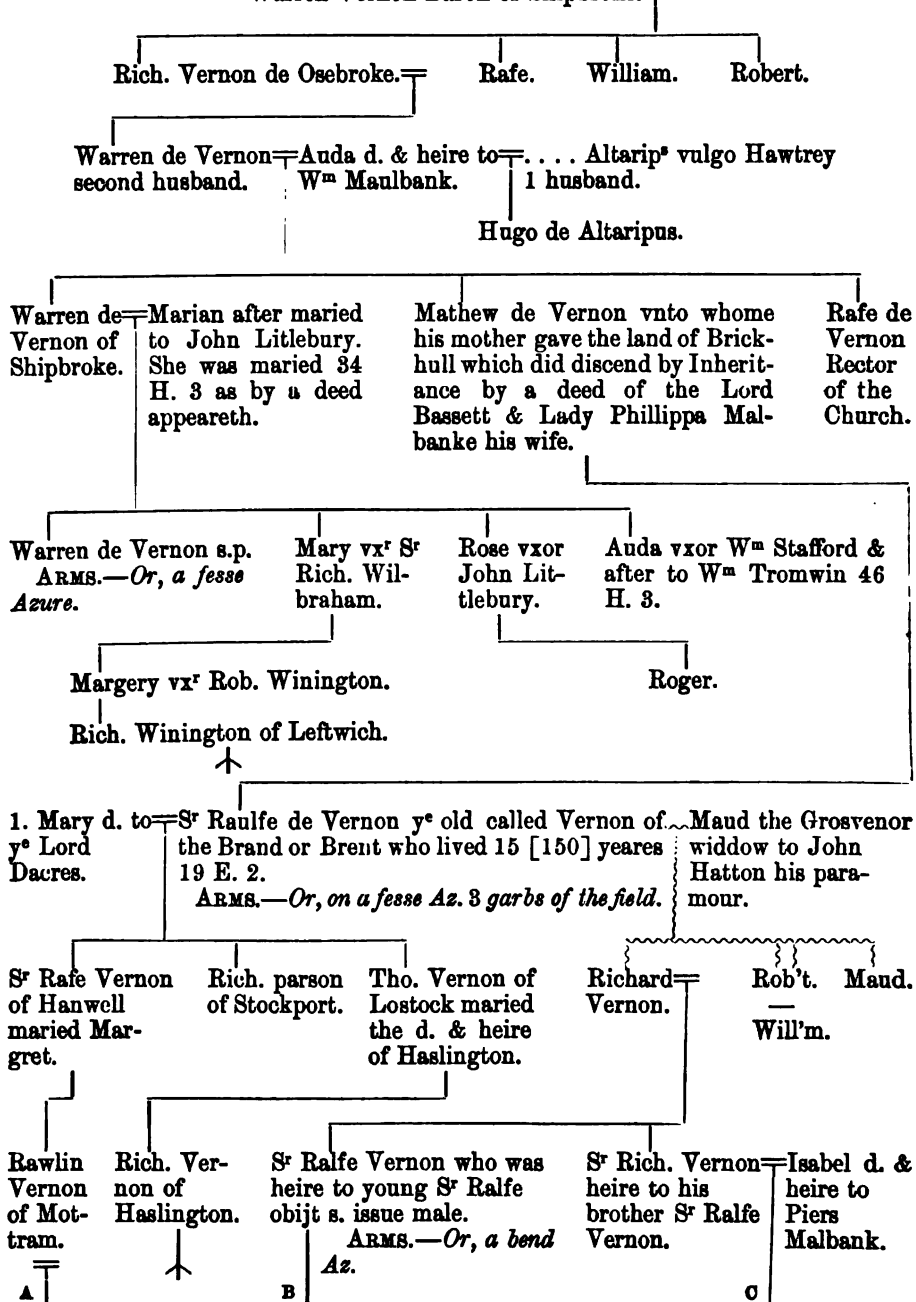 Rich. Vernon de Osebroke. Rafe. William. Robert.
Warren de Vernon
second husband.
Auda d. & heire to
Wm Maulbank.
. . . . Altarips vulgo Hawtrey
1 husband.
Hugo de Altaripus.
Warren de
Vernon of
Shipbroke.
Marian after maried
to John Litlebury.
She was maried 34
H. 3 as by a deed
appeareth.
Mathew de Vernon vnto whome
his mother gave the land of Brick-
hull which did discend by Inherit-
ance by a deed of the Lord
Bassett & Lady Phillippa Mal-
banke his wife.
Rafe de
Vernon
Rector
of the
Church.
Warren de Vernon s.p.
ARMS.—Or, a fesse
Azure.
Mary vxr Sr
Rich. Wil-
braham.
Rose vxor
John Lit-
tlebury.
Auda vxor Wm Stafford &
after to Wm Tromwin 46
H. 3.
Margery vxr Rob. Winington.
Roger.
Rich. Winington of Leftwich.
1. Mary d. to
ye Lord
Dacres.
Sr Raulfe de Vernon ye old called Vernon of
the Brand or Brent who lived 15 [150] yeares
19 E. 2.
ARMS.—Or, on a fesse Az. 3 garbs of the field.
Maud the Grosvenor
widdow to John
Hatton his para-
mour.
Sr Rafe Vernon
of Hanwell
maried Mar-
gret.
Rich. parson
of Stockport.
Tho. Vernon of
Lostock maried
the d. & heire
of Haslington.
Richard
Vernon.
Rob't.
—
Will'm.
Maud.
Rawlin
Vernon
of Mot-
tram.
Rich. Ver-
non of
Haslington.
Sr Ralfe Vernon who was
heire to young Sr Ralfe
obijt s. issue male.
ARMS.—Or, a bend
Az.
Sr Rich. Vernon
heire to his
brother Sr Ralfe
Vernon.
Isabel d. &
heire to
Piers
Malbank.
A B C